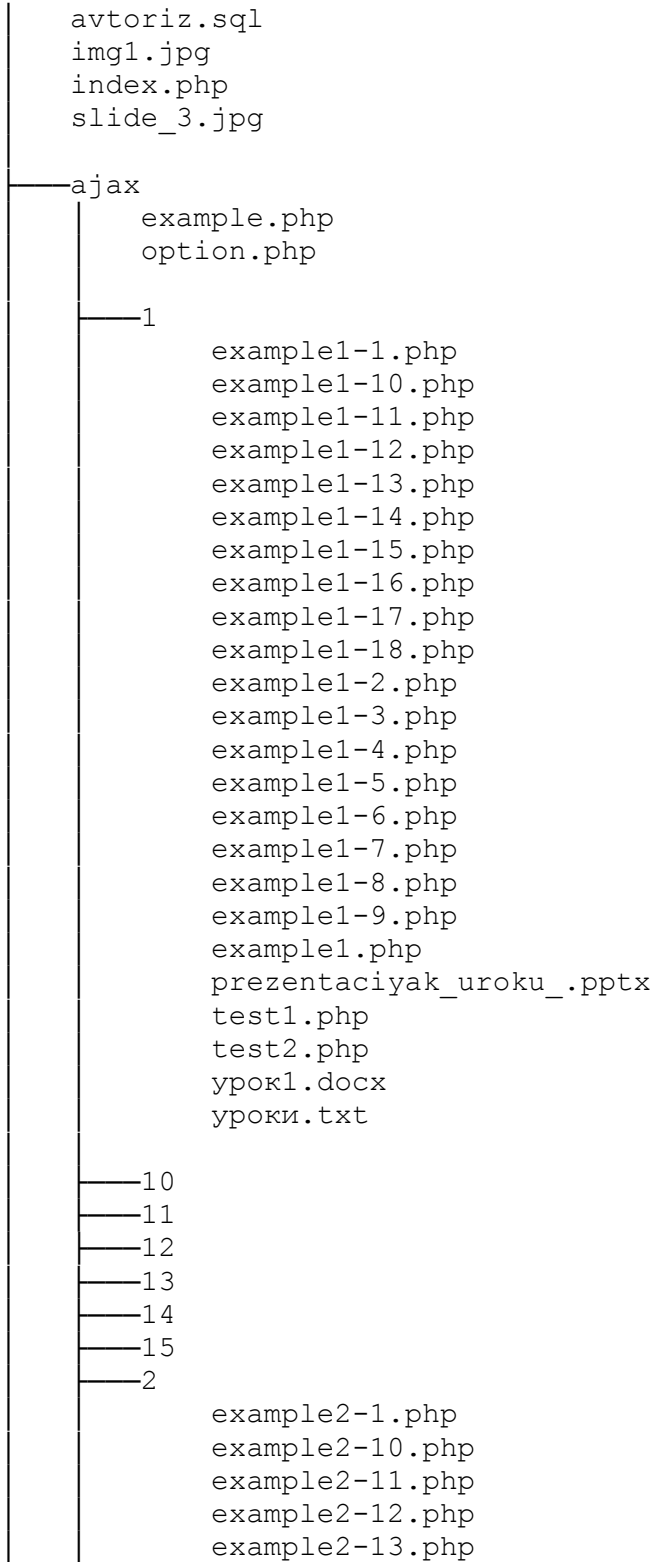 avtoriz.sql
img1.jpg
index.php
slide_3.jpg
ajax
example.php
option.php
1
example1-1.php
example1-10.php
example1-11.php
example1-12.php
example1-13.php
example1-14.php
example1-15.php
example1-16.php
example1-17.php
example1-18.php
example1-2.php
example1-3.php
example1-4.php
example1-5.php
example1-6.php
example1-7.php
example1-8.php
example1-9.php
example1.php
prezentaciyak_uroku_.pptx
test1.php
test2.php
урок1.docx
уроки.txt
10
11
12
13
14
15
2
example2-1.php
example2-10.php
example2-11.php
example2-12.php
example2-13.php